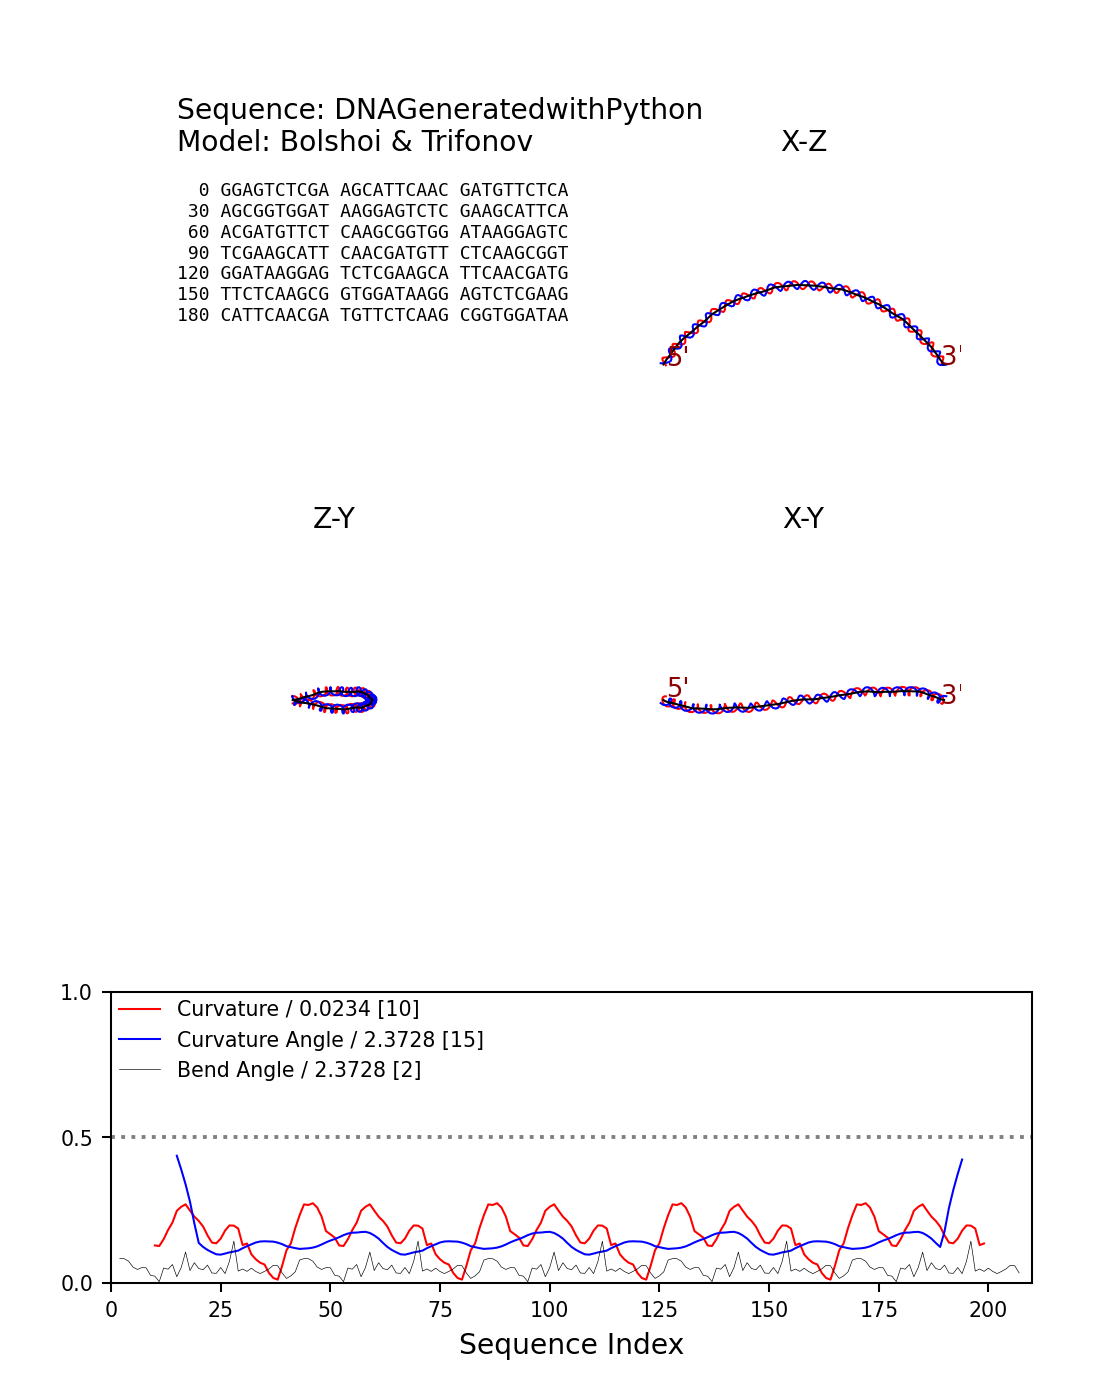 Sequence: DNAGeneratedwithPython
Model: Bolshoi & Trifonov
X-Z
0 GGAGTCTCGA AGCATTCAAC GATGTTCTCA
30 AGCGGTGGAT AAGGAGTCTC GAAGCATTCA
60 ACGATGTTCT CAAGCGGTGG ATAAGGAGTC
90 TCGAAGCATT CAACGATGTT CTCAAGCGGT
120 GGATAAGGAG TCTCGAAGCA TTCAACGATG
150 TTCTCAAGCG GTGGATAAGG AGTCTCGAAG
180 CATTCAACGA TGTTCTCAAG CGGTGGATAA
5'
3'
Z-Y
X-Y
5'
3'
1.0
Curvature / 0.0234 [10]
Curvature Angle / 2.3728 [15]
Bend Angle / 2.3728 [2]
0.5
0.0
0 25 50 75 100 125 150 175 200
Sequence Index